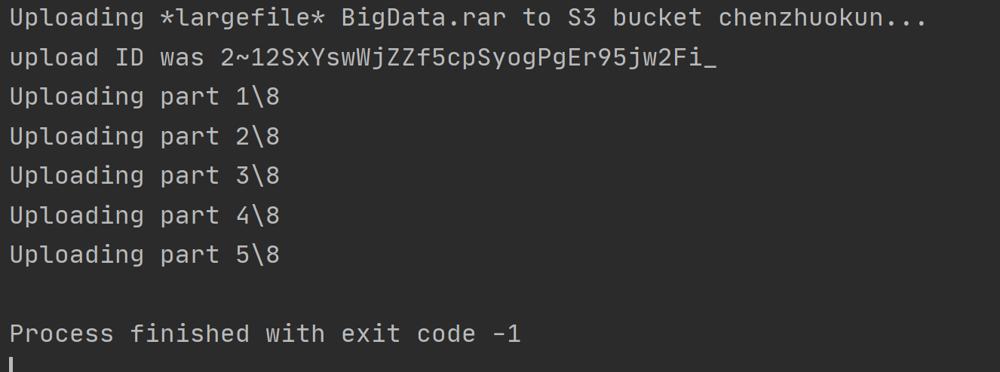 Uploading *largefile* BigData.rar to S3 bucket chenzhuokun...
upload ID was 2~12SxYswWjZZf5cpSyogPgEr95jw2Fi_
Uploading part 1\8
Uploading part 2\8
Uploading part 3\8
Uploading part 4\8
Uploading part 5\8
Process finished with exit code -1